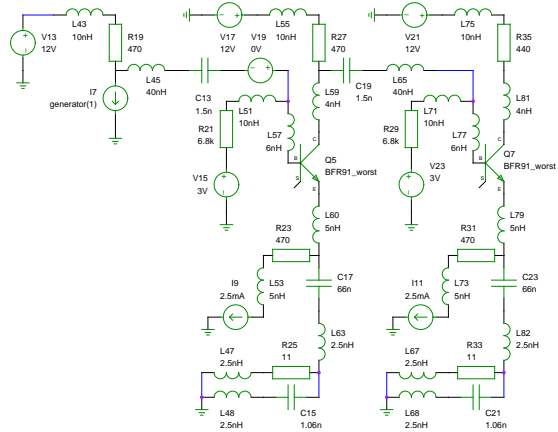 L43
10nH
V13
12V
R19
470
I7
generator(1)
L45
40nH
C13
1.5n
V19
0V
V17
12V
L55
10nH
R27
470
L59
4nH
R21
6.8k
L51
10nH
L57
6nH
V15
3V
C
B
S
E
Q5
BFR91_worst
L60
5nH
R23
470
L53
5nH
I9
2.5mA
C17
66n
L63
2.5nH
L47
2.5nH
R25
11
L48
2.5nH
C15
1.06n
C19
1.5n
L65
40nH
V21
12V
L75
10nH
R35
440
L81
4nH
R29
6.8k
L71
10nH
L77
6nH
V23
3V
C
B
S
E
Q7
BFR91_worst
L79
5nH
R31
470
L73
5nH
I11
2.5mA
C23
66n
L82
2.5nH
L67
2.5nH
R33
11
L68
2.5nH
C21
1.06n